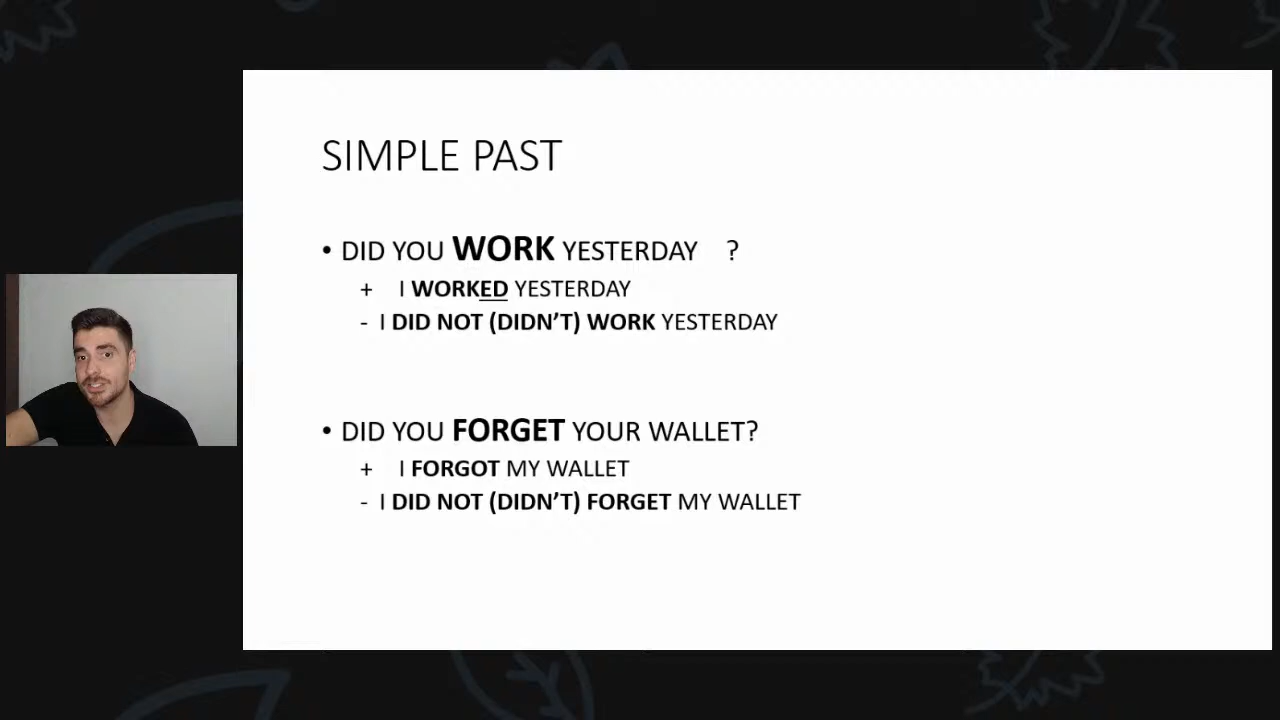 SIMPLE PAST
• DID YOU WORK YESTERDAY ?
+ I WORKED YESTERDAY
- I DID NOT (DIDN’T) WORK YESTERDAY
• DID YOU FORGET YOUR WALLET?
+ I FORGOT MY WALLET
- I DID NOT (DIDN’T) FORGET MY WALLET